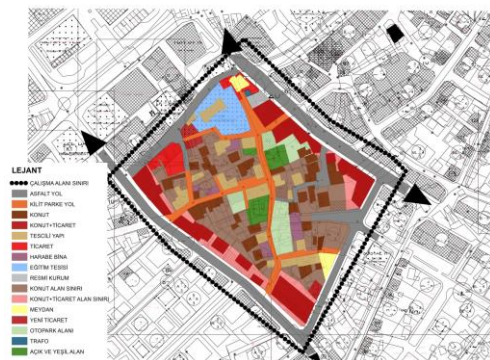 LEJANT
ÇALIŞMA ALANI SINIRI
ASFALT YOL
KİLİT PARKE YOL
KONUT
KONUT+TİCARET
TESCİLİ YAPI
TİCARET
HARABE BİNA
EĞİTİM TESİSİ
RESMİ KURUM
KONUT ALAN SINIRI
KONUT+TİCARET ALAN SINIRI
MEYDAN
YENİ TİCARET
OTOPARK ALANI
TRAFO
AÇIK VE YEŞİL ALAN